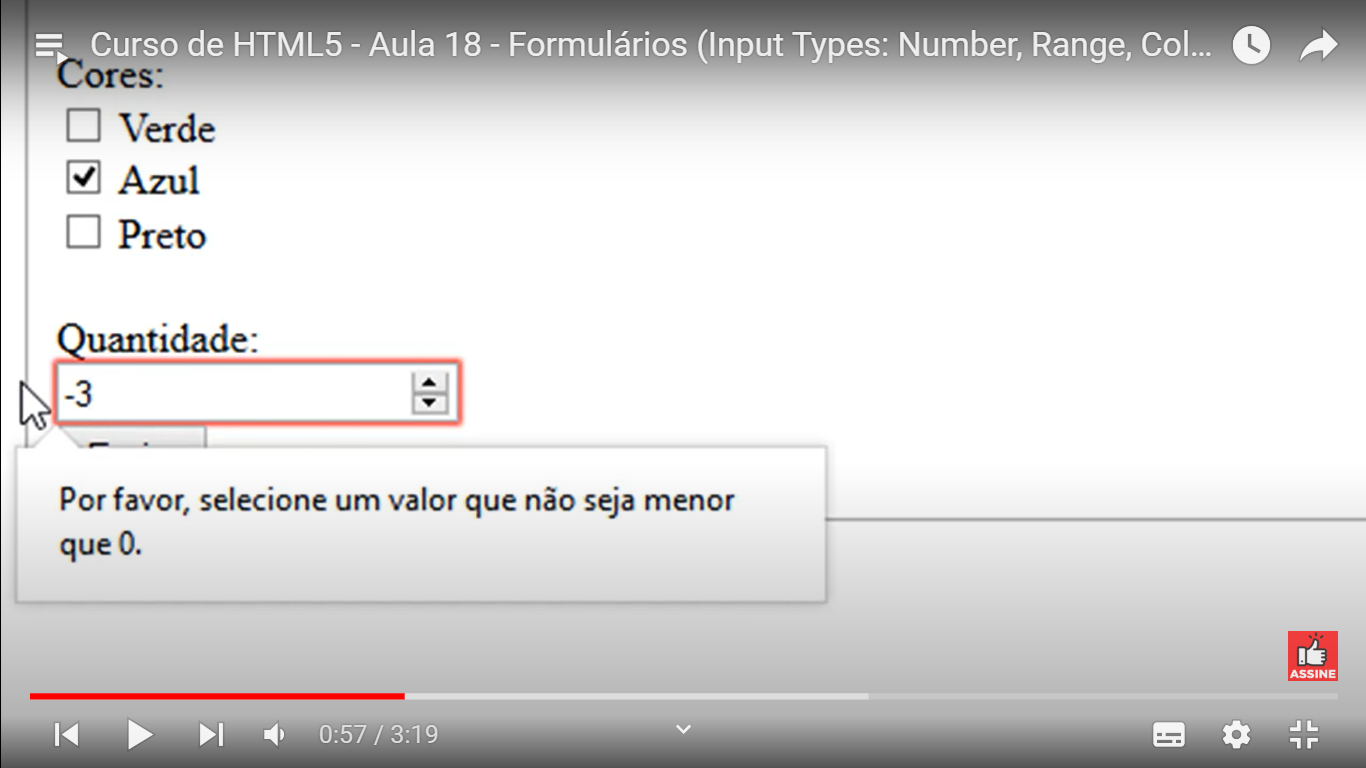 Curso de HTML5 - Aula 18 - Formulários (Input Types: Number, Range, Col...
Cores:
Verde
Azul
Preto
Quantidade:
-3
Por favor, selecione um valor que não seja menor
que 0.
ASSINE
0:57 / 3:19